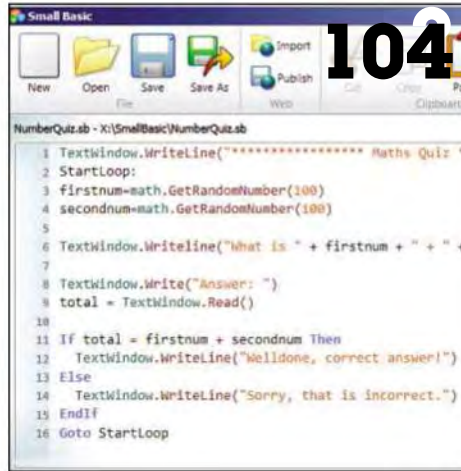 Small Basic
104
New Open Save Save As Import Publish
File Web Clipboard
NumberQuiz.sb - X:\SmallBasic\NumberQuiz.sb
1 TextWindow.WriteLine("***************** Maths Quiz
2 StartLoop:
3 firstnum=math.GetRandomNumber(100)
4 secondnum=math.GetRandomNumber(100)
5
6 TextWindow.Writeline("What is " + firstnum + " + " +
7
8 TextWindow.Write("Answer: ")
9 total = TextWindow.Read()
10
11 If total = firstnum + secondnum Then
12 TextWindow.WriteLine("Welldone, correct answer!")
13 Else
14 TextWindow.WriteLine("Sorry, that is incorrect.")
15 EndIf
16 Goto StartLoop